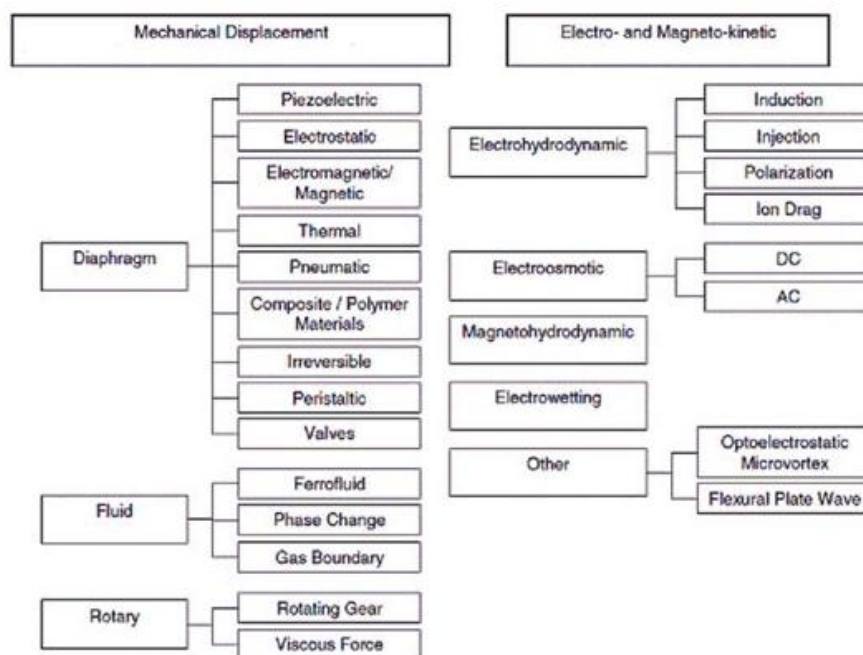 Mechanical Displacement
Electro- and Magneto-kinetic
Diaphragm
Piezoelectric
Electrostatic
Electromagnetic/
Magnetic
Thermal
Pneumatic
Composite / Polymer
Materials
Irreversible
Peristaltic
Valves
Fluid
Ferrofluid
Phase Change
Gas Boundary
Rotary
Rotating Gear
Viscous Force
Electrohydrodynamic
Induction
Injection
Polarization
Ion Drag
Electroosmotic
DC
AC
Magnetohydrodynamic
Electrowetting
Other
Optoelectrostatic
Microvortex
Flexural Plate Wave